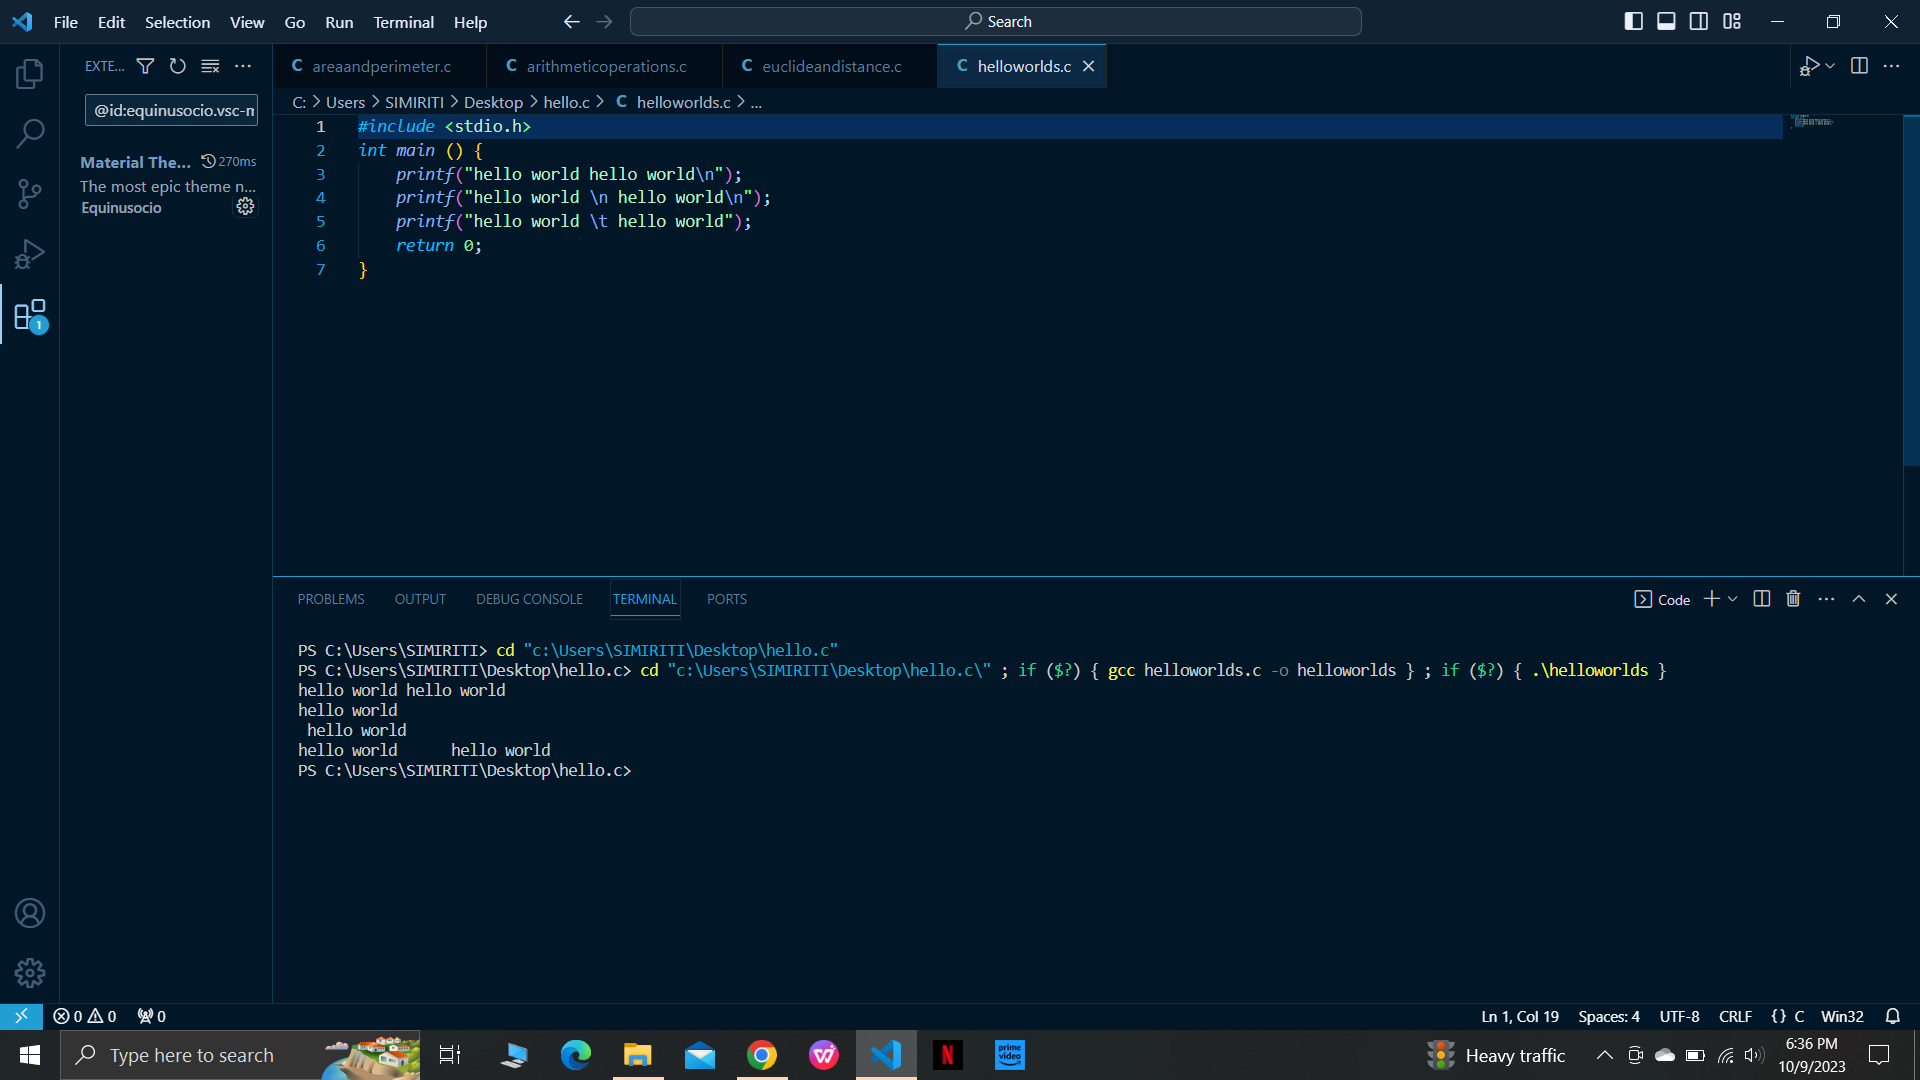 File Edit Selection View Go Run Terminal Help
Search
EXTE...
@id:equinusocio.vsc-m
Material The... 270ms
The most epic theme n...
Equinusocio
1
areaandperimeter.c
arithmeticoperations.c
euclideandistance.c
helloworlds.c
C: > Users > SIMIRITI > Desktop > hello.c > C helloworlds.c > ...
1 #include <stdio.h>
2 int main () {
3     printf("hello world hello world\n");
4     printf("hello world \n hello world\n");
5     printf("hello world \t hello world");
6     return 0;
7 }
PROBLEMS OUTPUT DEBUG CONSOLE TERMINAL PORTS
Code
PS C:\Users\SIMIRITI> cd "c:\Users\SIMIRITI\Desktop\hello.c"
PS C:\Users\SIMIRITI\Desktop\hello.c> cd "c:\Users\SIMIRITI\Desktop\hello.c\" ; if ($?) { gcc helloworlds.c -o helloworlds } ; if ($?) { .\helloworlds }
hello world hello world
hello world
 hello world
hello world      hello world
PS C:\Users\SIMIRITI\Desktop\hello.c>
0 0 0
Ln 1, Col 19 Spaces: 4 UTF-8 CRLF {} C Win32
Type here to search
prime video
Heavy traffic
6:36 PM
10/9/2023